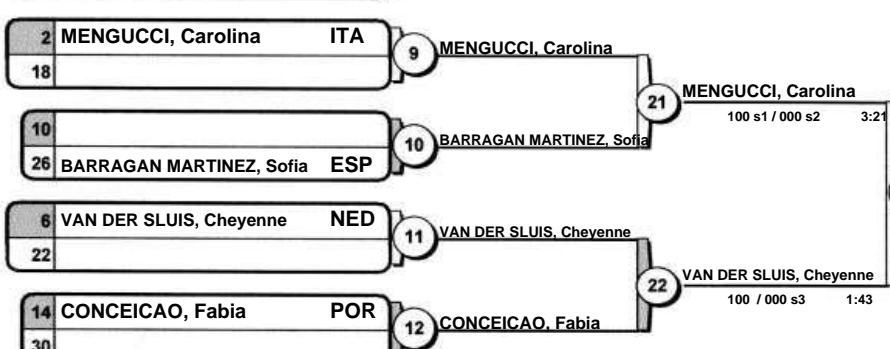 2 MENGUCCI, Carolina ITA
18
9
MENGUCCI, Carolina
21
MENGUCCI, Carolina
100 s1 / 000 s2 3:21
10
26 BARRAGAN MARTINEZ, Sofia ESP
10
BARRAGAN MARTINEZ, Sofia
6 VAN DER SLUIS, Cheyenne NED
22
11
VAN DER SLUIS, Cheyenne
22
VAN DER SLUIS, Cheyenne
100 / 000 s3 1:43
14 CONCEICAO, Fabia POR
30
12
CONCEICAO, Fabia